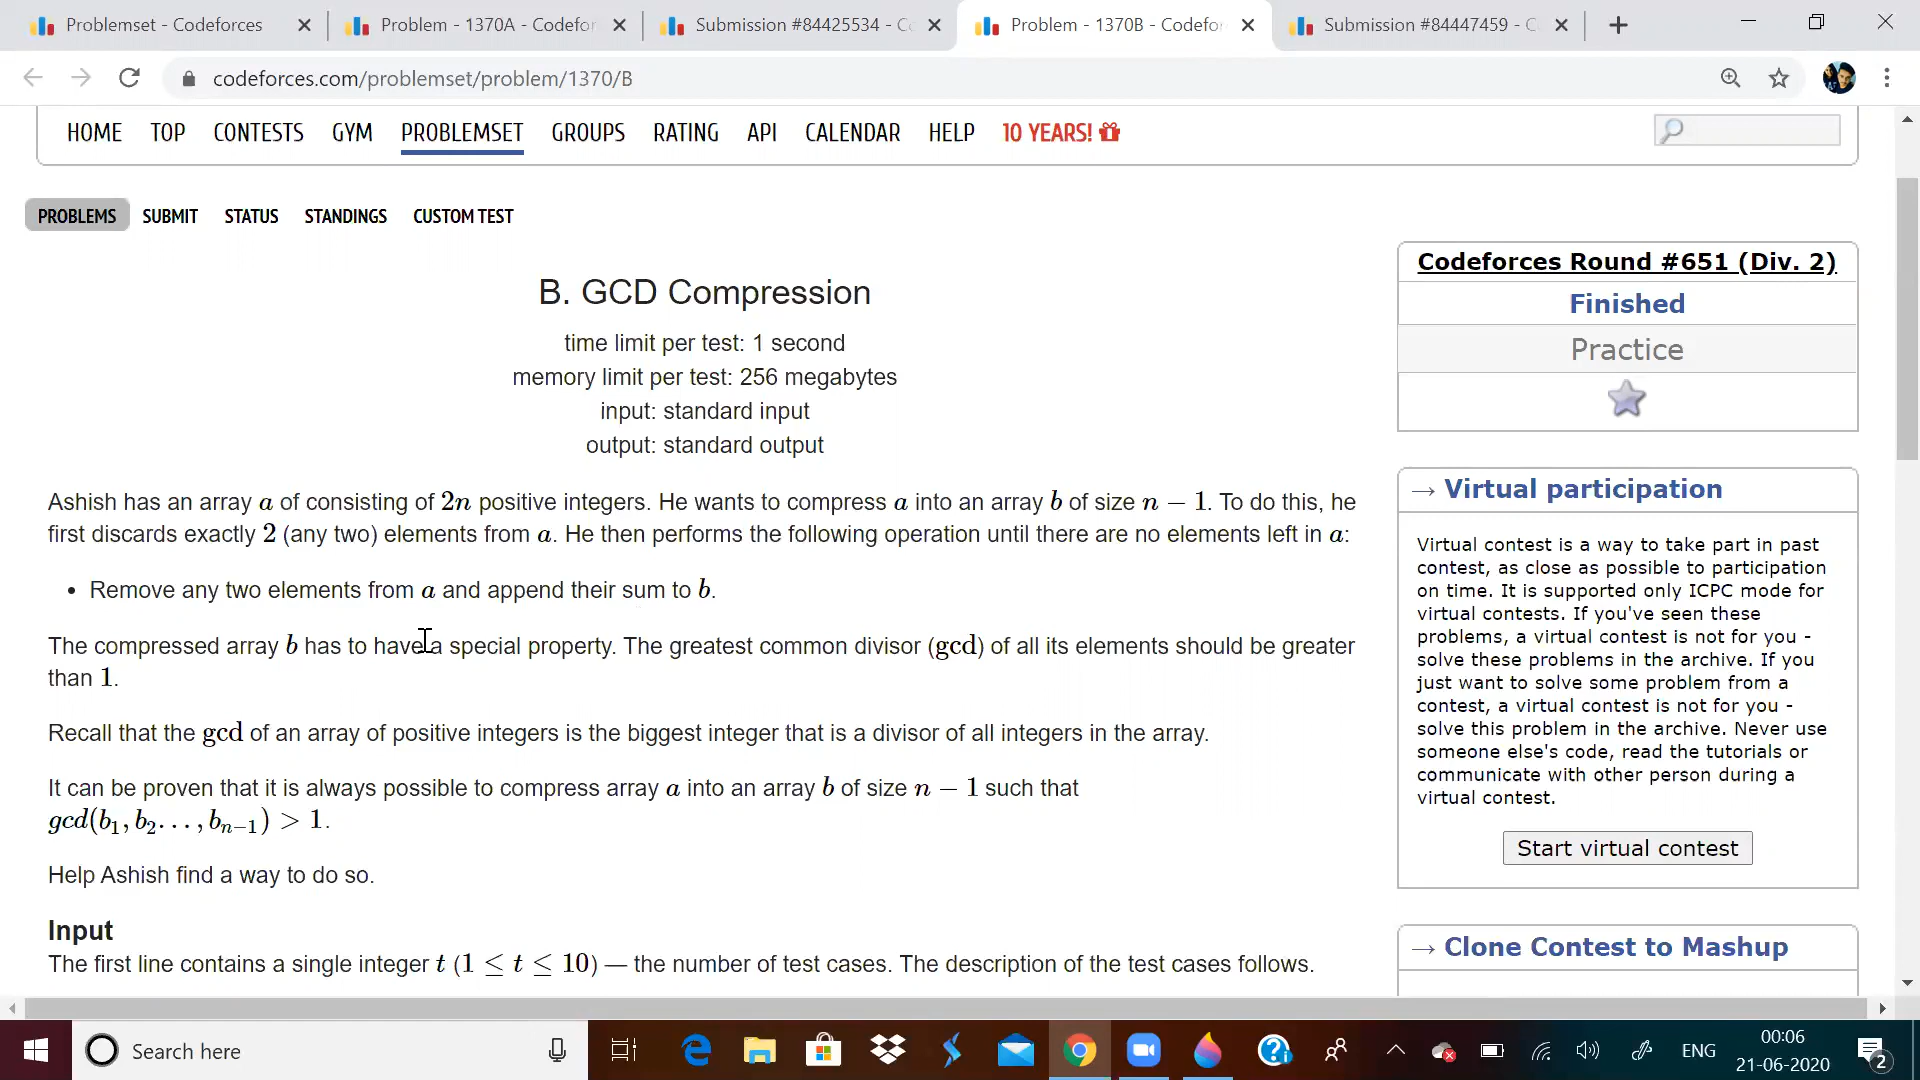 Problemset - Codeforces
Problem - 1370A - Codefor
Submission #84425534 - Co
Problem - 1370B - Codefor
Submission #84447459 - C
codeforces.com/problemset/problem/1370/B
HOME TOP CONTESTS GYM PROBLEMSET GROUPS RATING API CALENDAR HELP 10 YEARS!
PROBLEMS SUBMIT STATUS STANDINGS CUSTOM TEST
B. GCD Compression
time limit per test: 1 second
memory limit per test: 256 megabytes
input: standard input
output: standard output
Ashish has an array a of consisting of 2n positive integers. He wants to compress a into an array b of size n − 1. To do this, he
first discards exactly 2 (any two) elements from a. He then performs the following operation until there are no elements left in a:
• Remove any two elements from a and append their sum to b.
The compressed array b has to have a special property. The greatest common divisor (gcd) of all its elements should be greater
than 1.
Recall that the gcd of an array of positive integers is the biggest integer that is a divisor of all integers in the array.
It can be proven that it is always possible to compress array a into an array b of size n − 1 such that
gcd(b₁, b₂..., bₙ₋₁) > 1.
Help Ashish find a way to do so.
Input
The first line contains a single integer t (1 ≤ t ≤ 10) — the number of test cases. The description of the test cases follows.
Codeforces Round #651 (Div. 2)
Finished
Practice
→ Virtual participation
Virtual contest is a way to take part in past
contest, as close as possible to participation
on time. It is supported only ICPC mode for
virtual contests. If you've seen these
problems, a virtual contest is not for you -
solve these problems in the archive. If you
just want to solve some problem from a
contest, a virtual contest is not for you -
solve this problem in the archive. Never use
someone else's code, read the tutorials or
communicate with other person during a
virtual contest.
Start virtual contest
→ Clone Contest to Mashup
Search here
ENG
00:06
21-06-2020
2